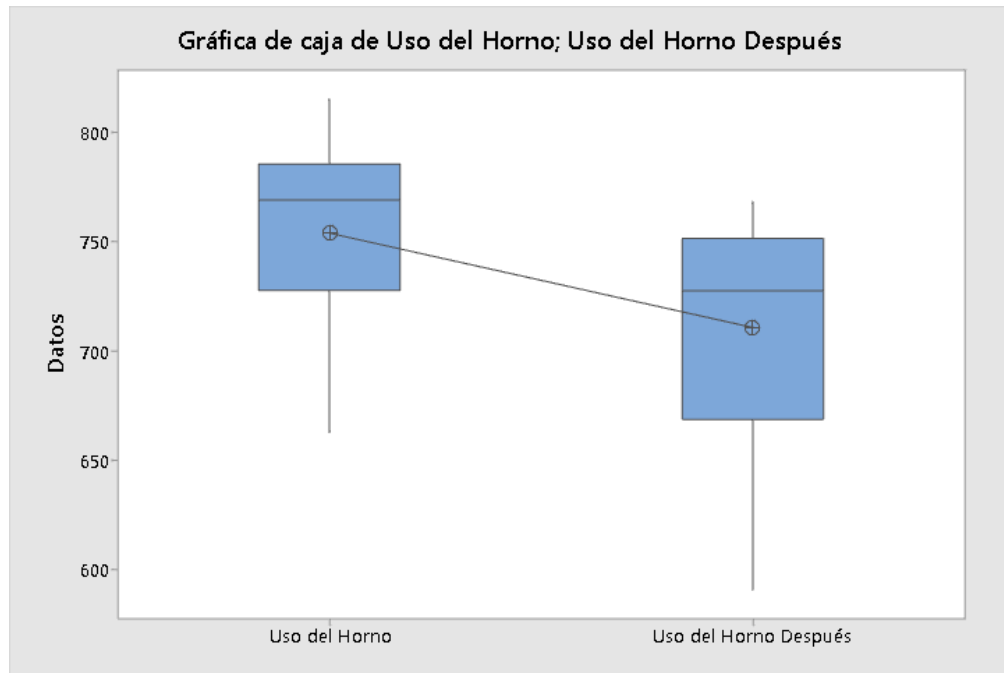 Gráfica de caja de Uso del Horno; Uso del Horno Después
800
750
700
650
600
Datos
Uso del Horno
Uso del Horno Después